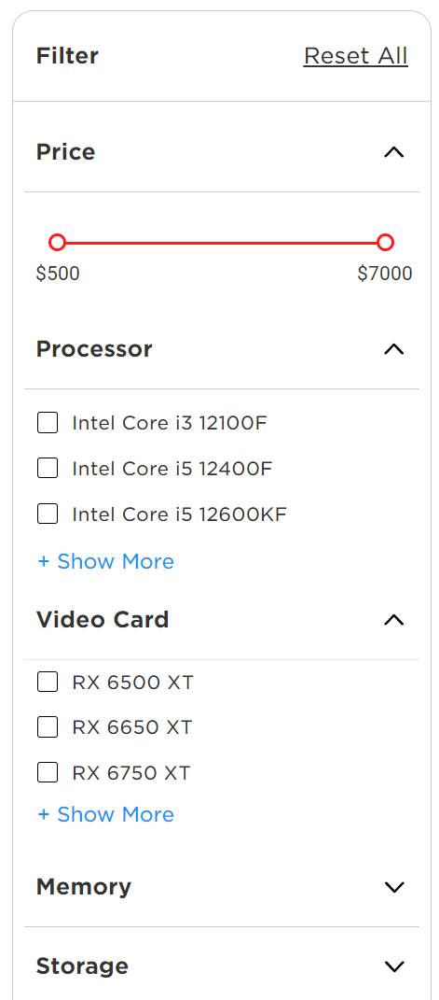 Filter Reset All
Price
$500 $7000
Processor
Intel Core i3 12100F
Intel Core i5 12400F
Intel Core i5 12600KF
+ Show More
Video Card
RX 6500 XT
RX 6650 XT
RX 6750 XT
+ Show More
Memory
Storage